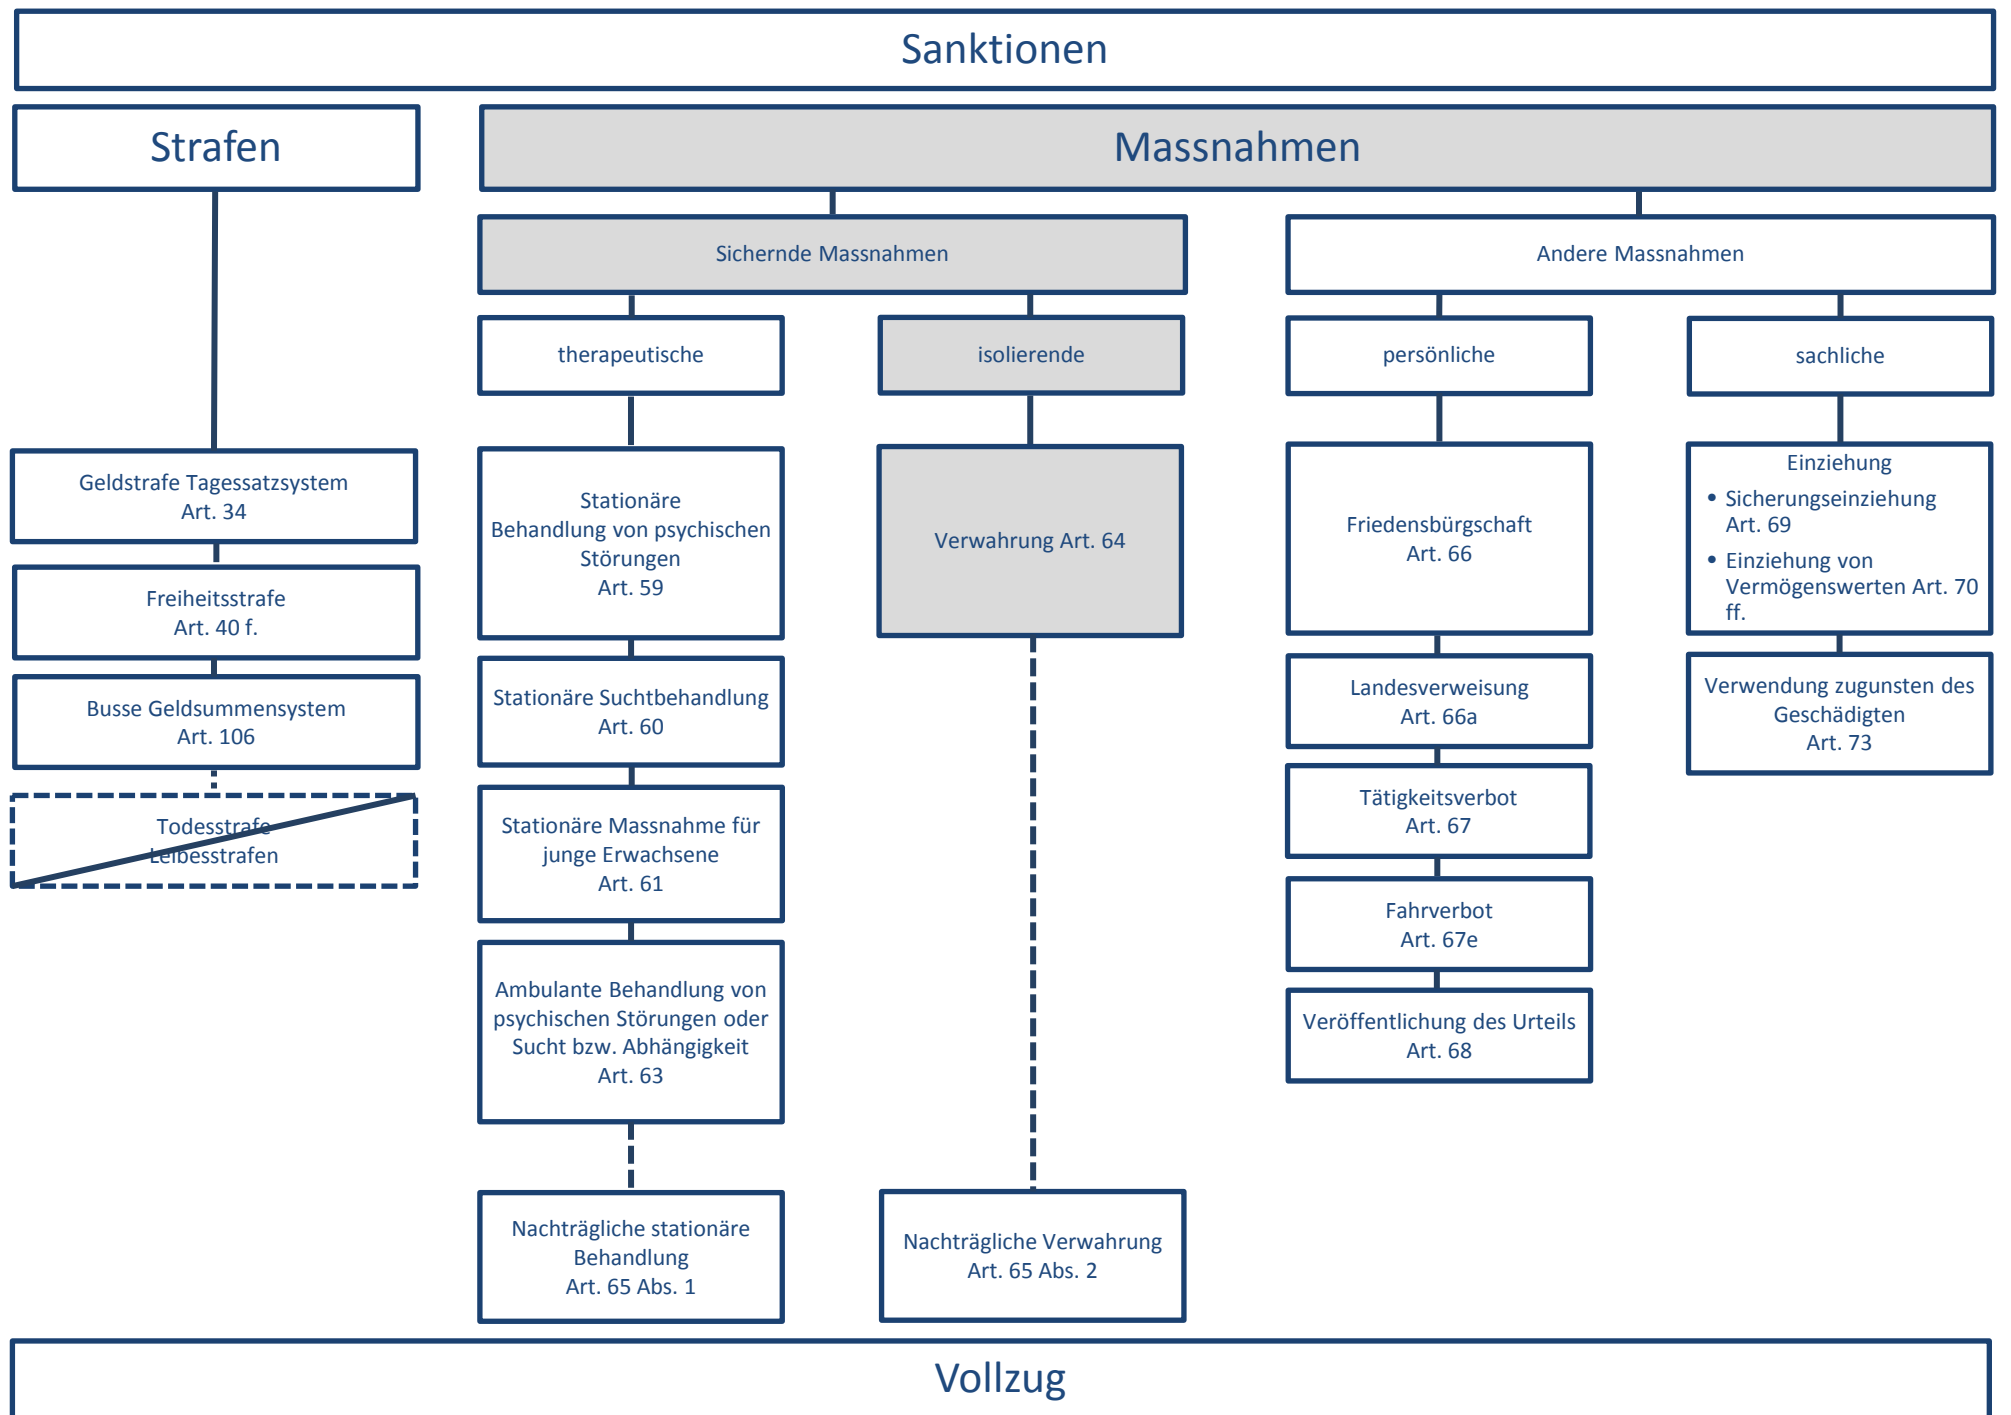 Sanktionen
Strafen
Massnahmen
Sichernde Massnahmen
Andere Massnahmen
therapeutische
isolierende
persönliche
sachliche
Geldstrafe Tagessatzsystem
Art. 34
Freiheitsstrafe
Art. 40 f.
Busse Geldsummensystem
Art. 106
Todesstrafe
Leibesstrafen
Stationäre
Behandlung von psychischen
Störungen
Art. 59
Stationäre Suchtbehandlung
Art. 60
Stationäre Massnahme für
junge Erwachsene
Art. 61
Ambulante Behandlung von
psychischen Störungen oder
Sucht bzw. Abhängigkeit
Art. 63
Nachträgliche stationäre
Behandlung
Art. 65 Abs. 1
Verwahrung Art. 64
Nachträgliche Verwahrung
Art. 65 Abs. 2
Friedensbürgschaft
Art. 66
Landesverweisung
Art. 66a
Tätigkeitsverbot
Art. 67
Fahrverbot
Art. 67e
Veröffentlichung des Urteils
Art. 68
Einziehung
• Sicherungseinziehung
Art. 69
• Einziehung von
Vermögenswerten Art. 70
ff.
Verwendung zugunsten des
Geschädigten
Art. 73
Vollzug